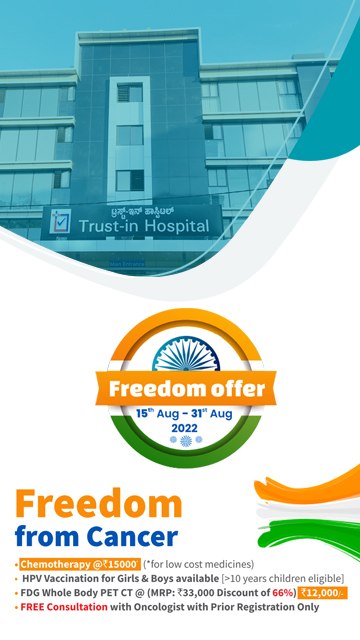 ಟ್ರಸ್ಟ್-ಇನ್ ಹಾಸ್ಪಿಟಲ್
Trust-in Hospital
Freedom offer
15th Aug - 31st Aug
2022
Freedom
from Cancer
• Chemotherapy @₹15000* (*for low cost medicines)
• HPV Vaccination for Girls & Boys available [>10 years children eligible]
• FDG Whole Body PET CT @ (MRP: ₹33,000 Discount of 66%) ₹12,000/-
• FREE Consultation with Oncologist with Prior Registration Only